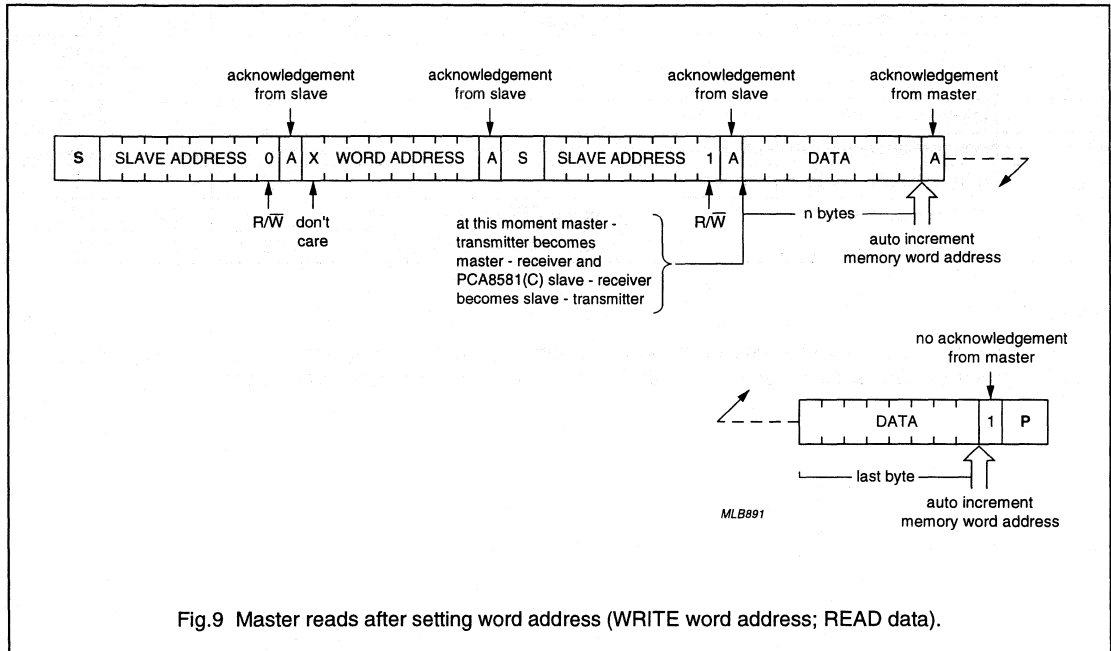 acknowledgement
from slave
acknowledgement
from slave
acknowledgement
from slave
acknowledgement
from master
S SLAVE ADDRESS 0 A X WORD ADDRESS A S SLAVE ADDRESS 1 A DATA A
R/W̅
don't
care
at this moment master -
transmitter becomes
master - receiver and
PCA8581(C) slave - receiver
becomes slave - transmitter
R/W̅
n bytes
auto increment
memory word address
no acknowledgement
from master
DATA 1 P
last byte
auto increment
memory word address
MLB891
Fig.9 Master reads after setting word address (WRITE word address; READ data).